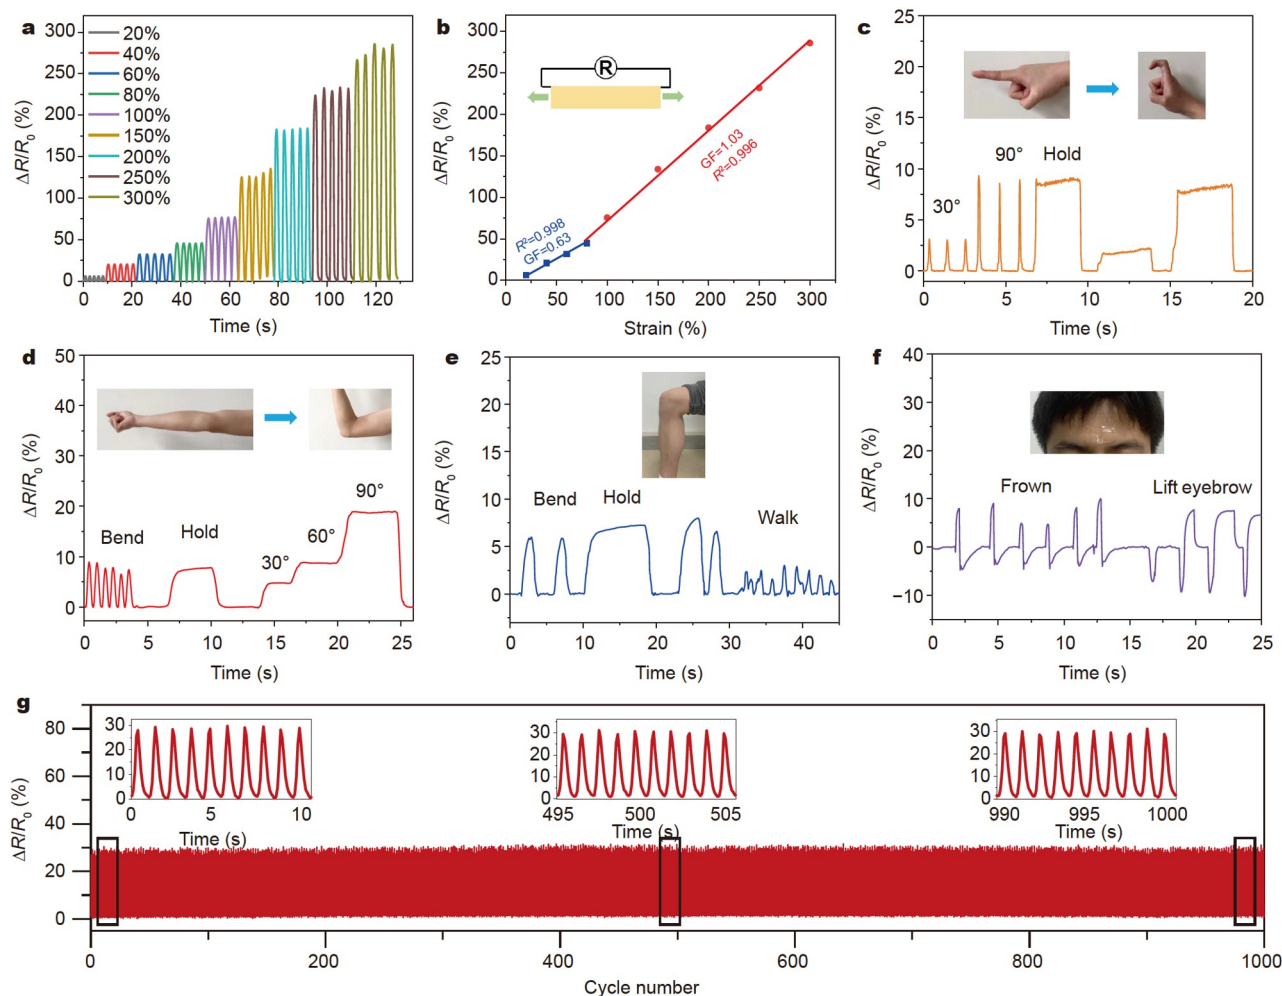 a
300
250
200
150
100
50
0
ΔR/R₀ (%)
20%
40%
60%
80%
100%
150%
200%
250%
300%
0 20 40 60 80 100 120
Time (s)
b
300
250
200
150
100
50
0
ΔR/R₀ (%)
R
R²=0.998
GF=0.63
GF=1.03
R²=0.996
0 50 100 150 200 250 300
Strain (%)
c
25
20
15
10
5
0
ΔR/R₀ (%)
30°
90°
Hold
0 5 10 15 20
Time (s)
d
50
40
30
20
10
0
ΔR/R₀ (%)
Bend
Hold
30°
60°
90°
0 5 10 15 20 25
Time (s)
e
25
20
15
10
5
0
ΔR/R₀ (%)
Bend
Hold
Walk
0 10 20 30 40
Time (s)
f
40
30
20
10
0
−10
ΔR/R₀ (%)
Frown
Lift eyebrow
0 5 10 15 20 25
Time (s)
g
80
60
40
20
0
ΔR/R₀ (%)
30
20
10
0
0 5 10
Time (s)
30
20
10
0
495 500 505
Time (s)
30
20
10
0
990 995 1000
Time (s)
0 200 400 600 800 1000
Cycle number